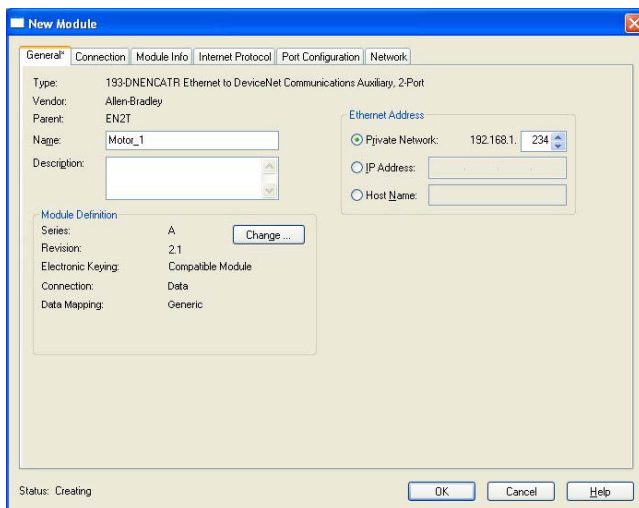 New Module
General* Connection Module Info Internet Protocol Port Configuration Network
Type: 193-DNENCATR Ethernet to DeviceNet Communications Auxiliary, 2-Port
Vendor: Allen-Bradley
Parent: EN2T
Name: Motor_1
Description:
Ethernet Address
Private Network: 192.168.1. 234
IP Address:
Host Name:
Module Definition
Series: A
Change ...
Revision: 2.1
Electronic Keying: Compatible Module
Connection: Data
Data Mapping: Generic
Status: Creating
OK Cancel Help